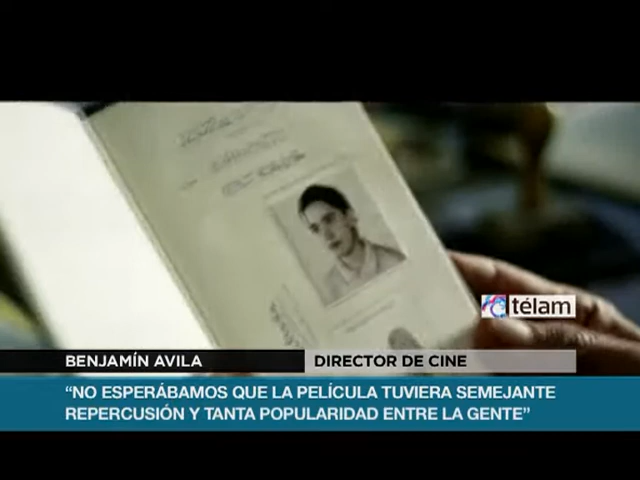 télam
BENJAMÍN AVILA
DIRECTOR DE CINE
“NO ESPERÁBAMOS QUE LA PELÍCULA TUVIERA SEMEJANTE
REPERCUSIÓN Y TANTA POPULARIDAD ENTRE LA GENTE”